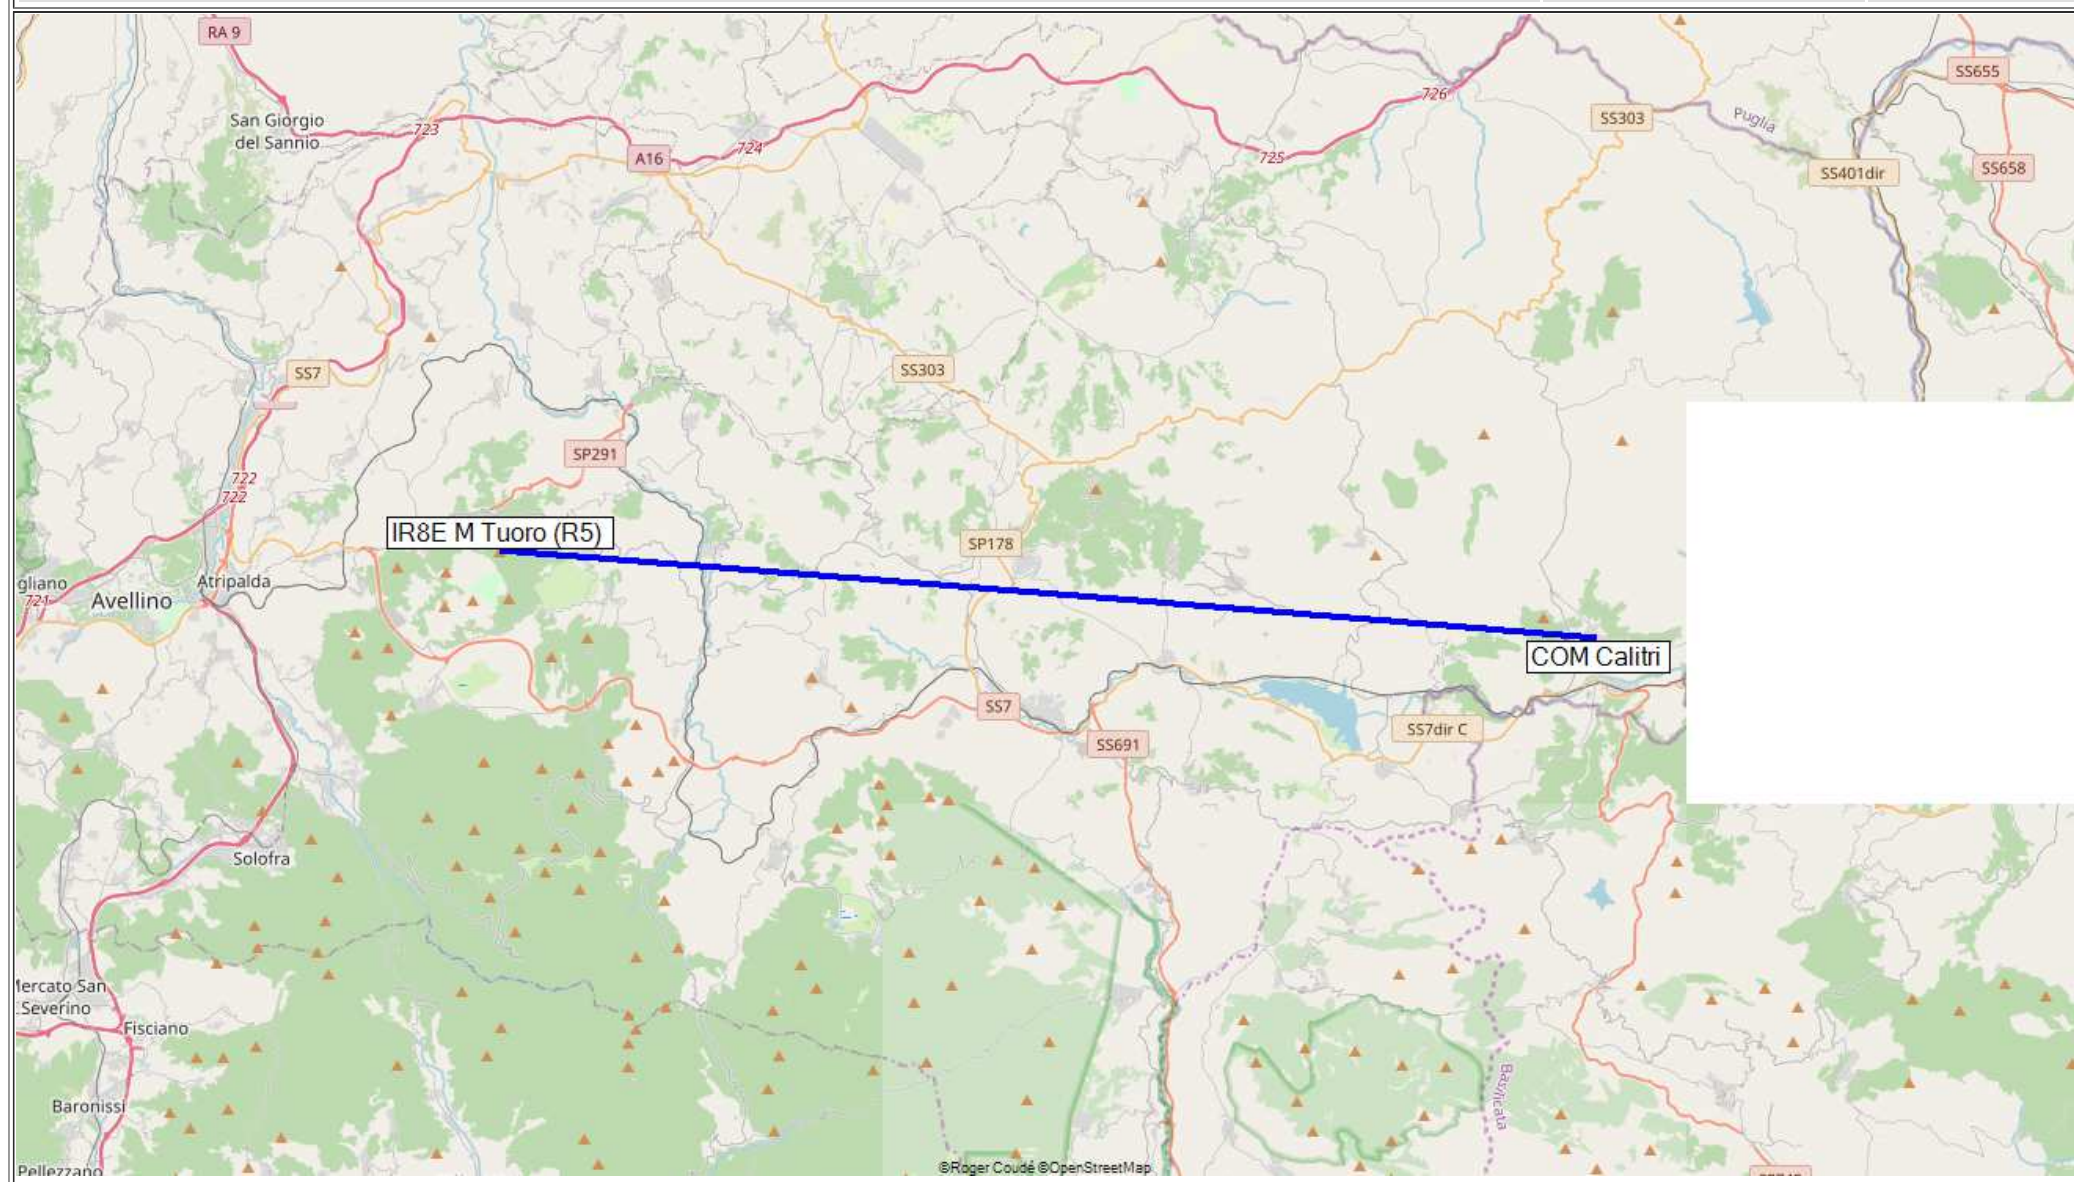 RA 9
SS655
726
San Giorgio
del Sannio
SS303
Puglia
723
724
A16
725
SS401dir
SS658
SS7
SS303
SP291
722
722
IR8E M Tuoro (R5)
SP178
gliano
Atripalda
721
Avellino
COM Calitri
SS7
SS7dir C
SS691
Solofra
Mercato San
Severino
Fisciano
Basilicata
Baronissi
Pellezzano
©Roger Coudé ©OpenStreetMap